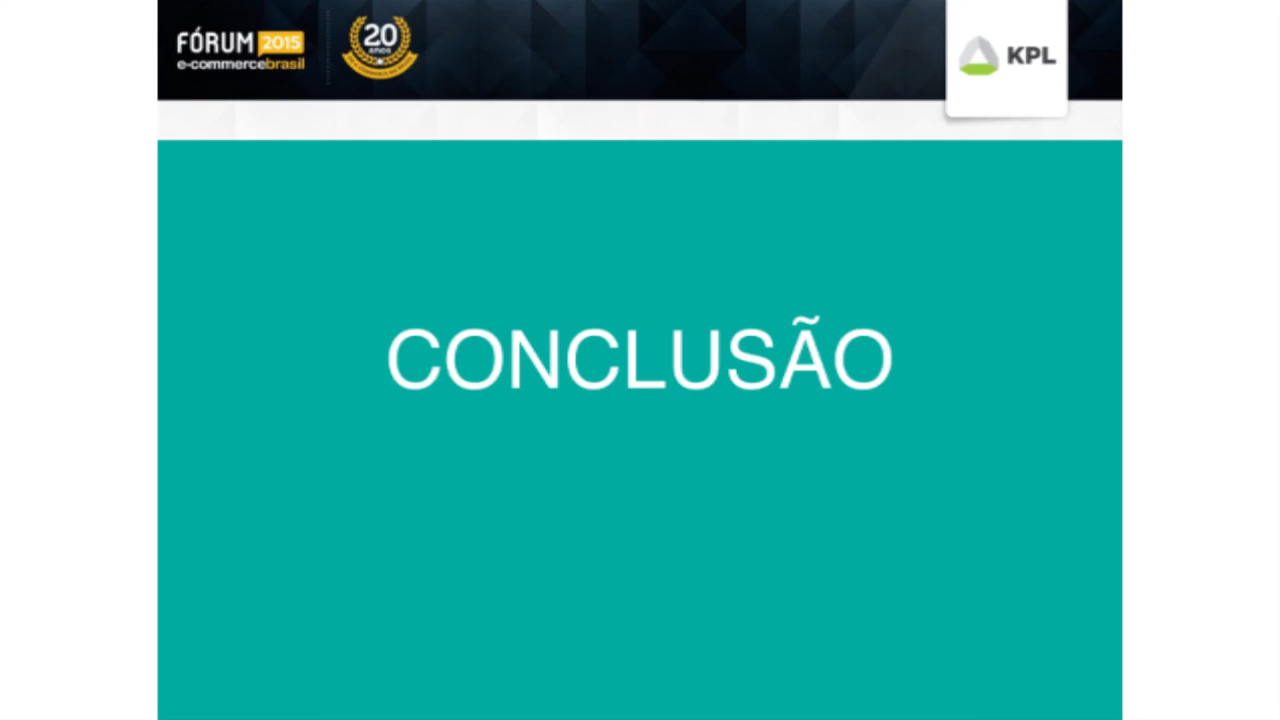 FÓRUM 2015
e-commercebrasil
20
anos
KPL
CONCLUSÃO